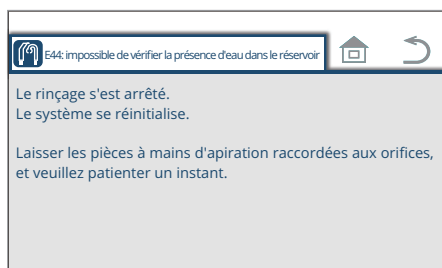 E44: impossible de vérifier la présence d'eau dans le réservoir
Le rinçage s'est arrêté.
Le système se réinitialise.
Laisser les pièces à mains d'apiration raccordées aux orifices,
et veuillez patienter un instant.